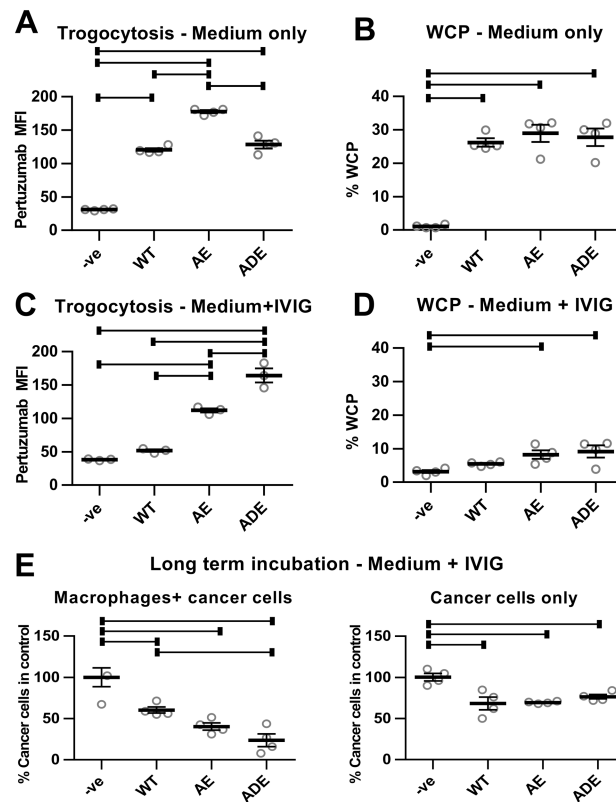 A
Trogocytosis - Medium only
Pertuzumab MFI
200
150
100
50
0
-ve
WT
AE
ADE
B
WCP - Medium only
% WCP
40
30
20
10
0
-ve
WT
AE
ADE
C
Trogocytosis - Medium+IVIG
Pertuzumab MFI
200
150
100
50
0
-ve
WT
AE
ADE
D
WCP - Medium + IVIG
% WCP
40
30
20
10
0
-ve
WT
AE
ADE
E
Long term incubation - Medium + IVIG
Macrophages+ cancer cells
% Cancer cells in control
150
100
50
0
-ve
WT
AE
ADE
Cancer cells only
% Cancer cells in control
150
100
50
0
-ve
WT
AE
ADE